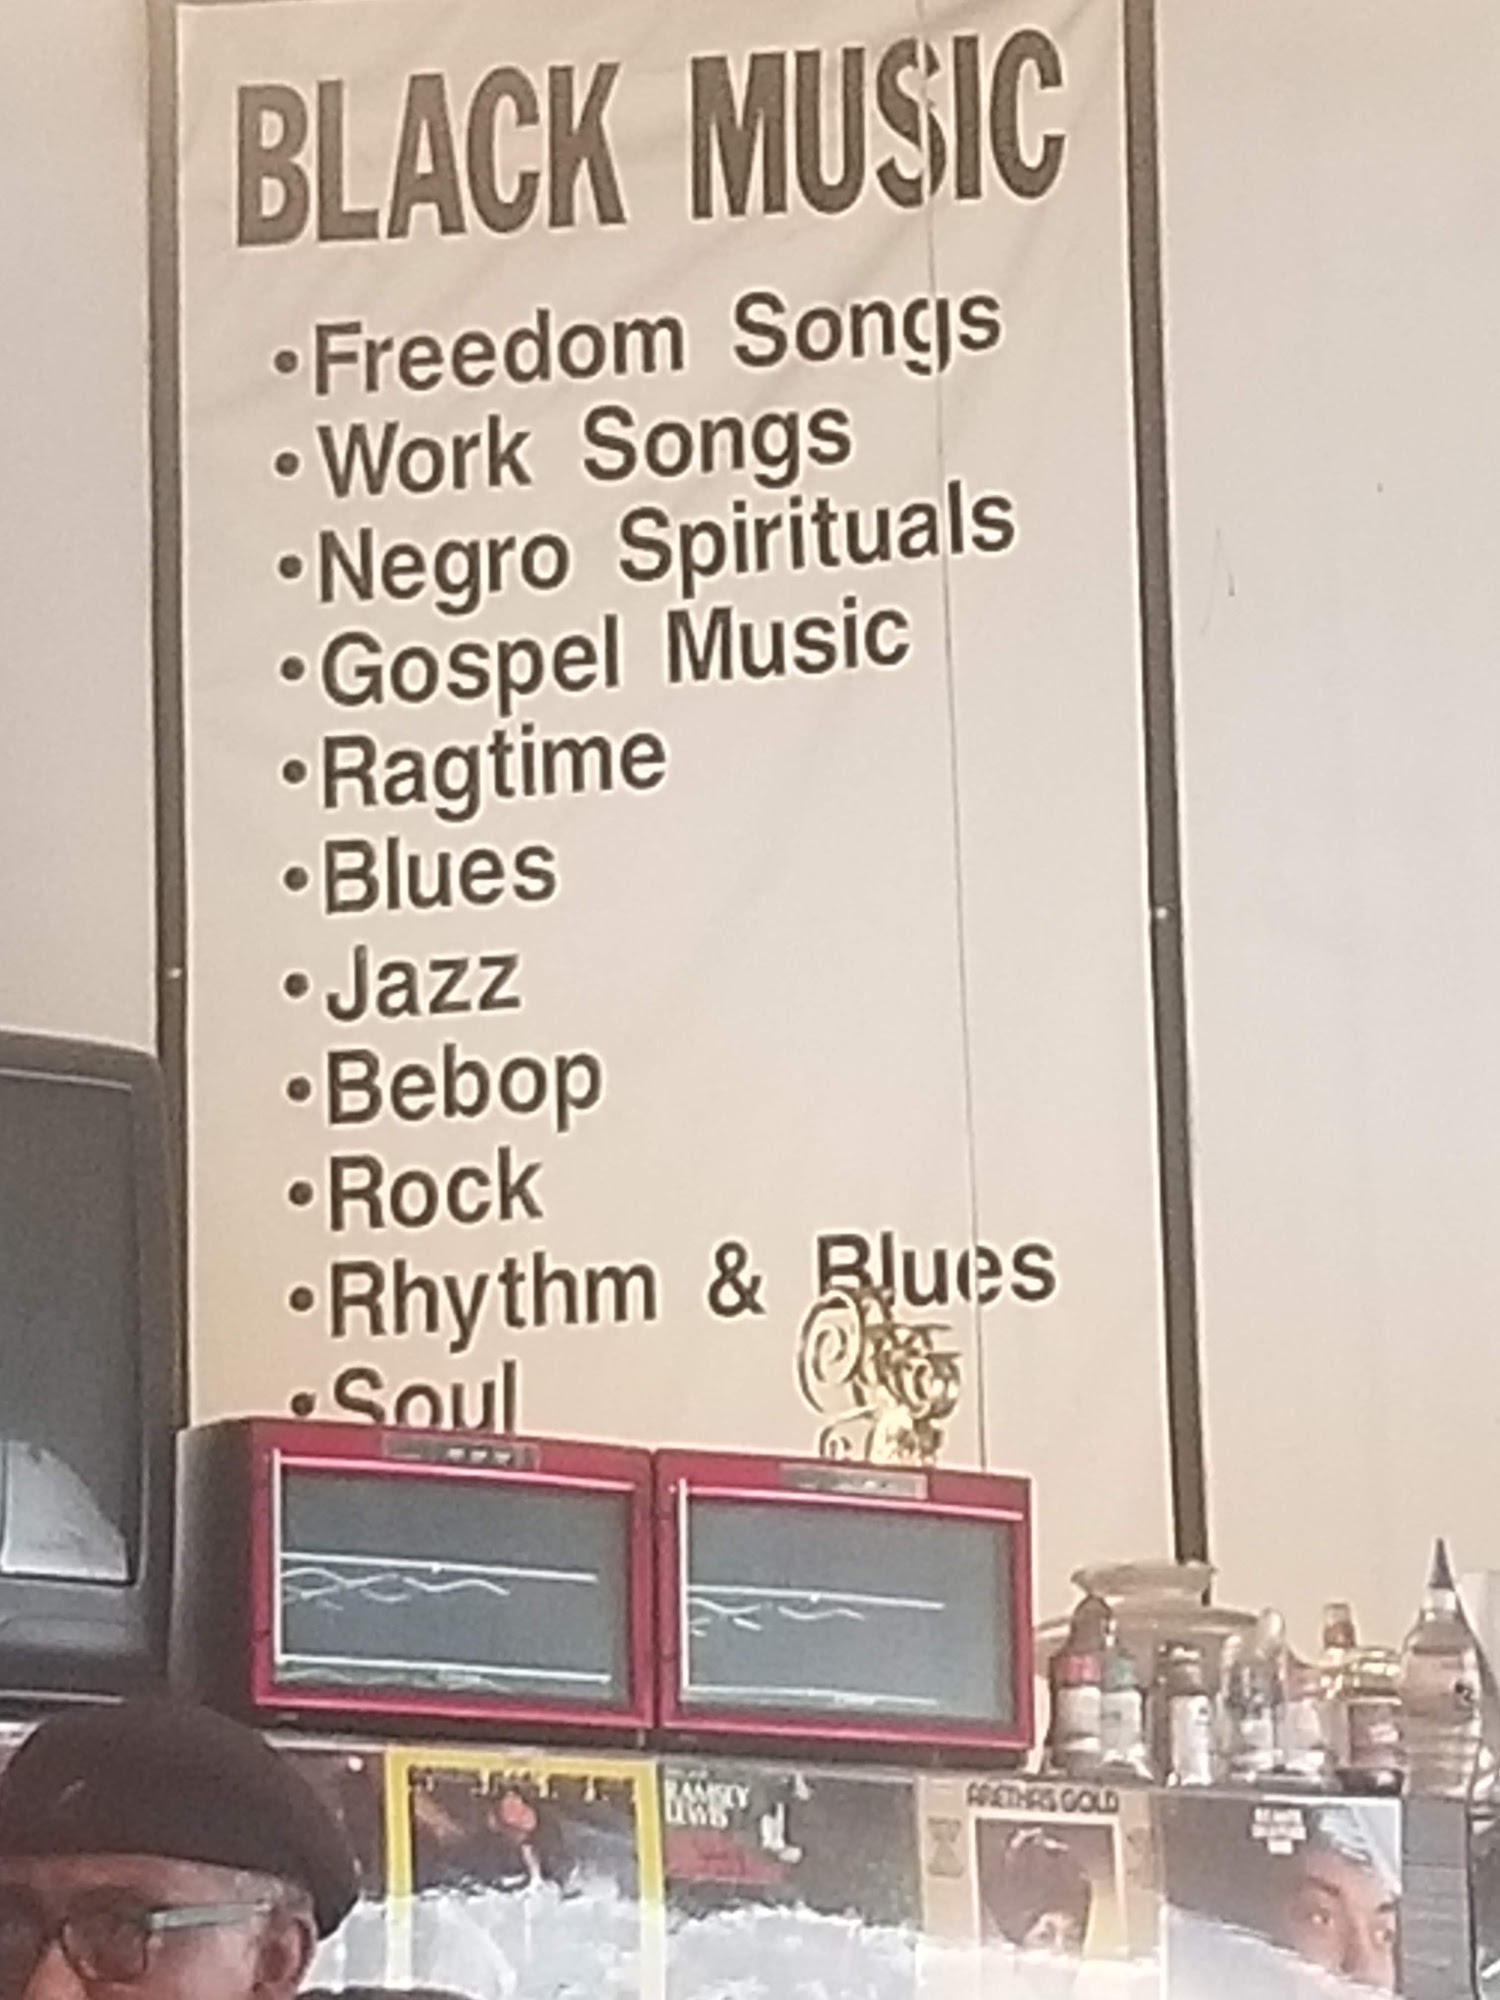 BLACK MUSIC
•Freedom Songs
•Work Songs
•Negro Spirituals
•Gospel Music
•Ragtime
•Blues
•Jazz
•Bebop
•Rock
•Rhythm & Blues
•Soul
RAMSEY
LEWIS
ARETHA'S GOLD